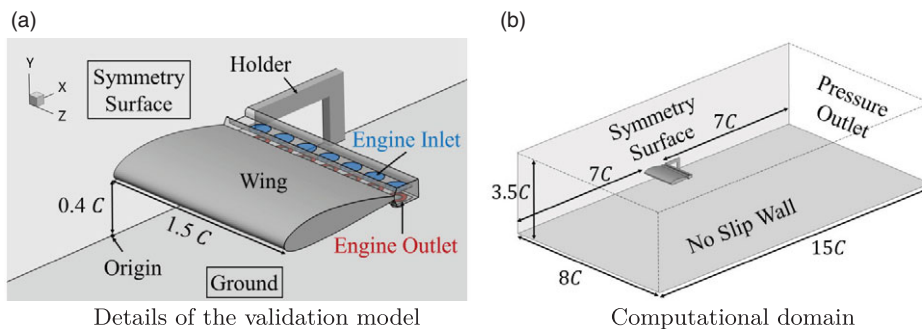 (a)
Y
X
Z
Symmetry
Surface
Holder
Engine Inlet
Wing
0.4 C
1.5 C
Engine Outlet
Origin
Ground
Details of the validation model
(b)
Pressure
Outlet
Symmetry
Surface
7C
7C
3.5C
No Slip Wall
8C
15C
Computational domain